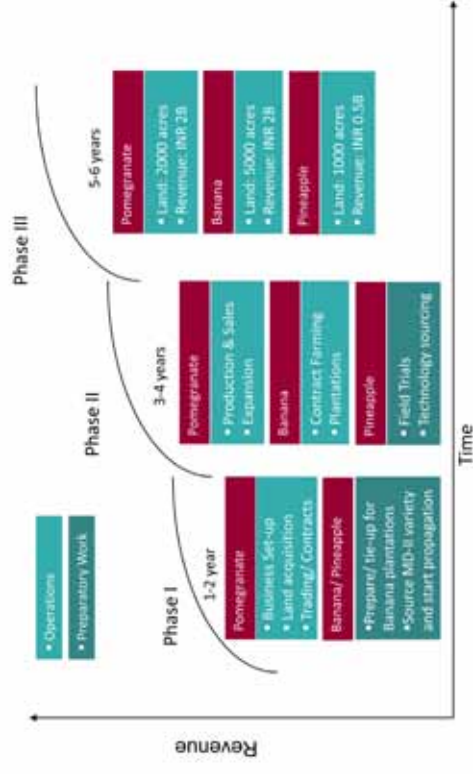 Revenue
Operations
Preparatory Work
Phase I
1-2 year
Pomegranate
Business Set-up
Land acquisition
Trading/ Contracts
Banana/ Pineapple
Prepare/ tie-up for
Banana plantations
Source MD-II variety
and start propagation
Phase II
3-4 years
Pomegranate
Production & Sales
Expansion
Banana
Contract Farming
Plantations
Pineapple
Field Trials
Technology sourcing
Phase III
5-6 years
Pomegranate
Land: 2000 acres
Revenue: INR 2B
Banana
Land: 5000 acres
Revenue: INR 2B
Pineapple
Land: 1000 acres
Revenue: INR 0.5B
Time